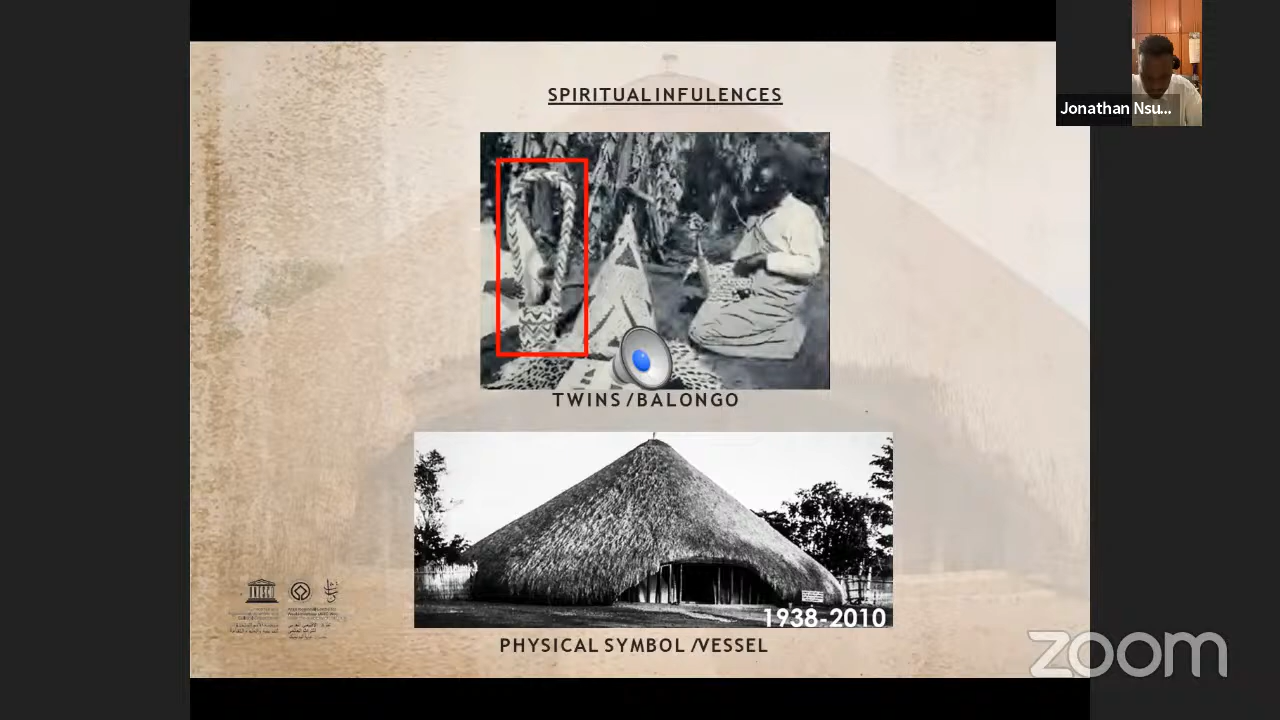 SPIRITUAL INFULENCES
Jonathan Nsu...
TWINS /BALONGO
1938-2010
PHYSICAL SYMBOL /VESSEL
zoom